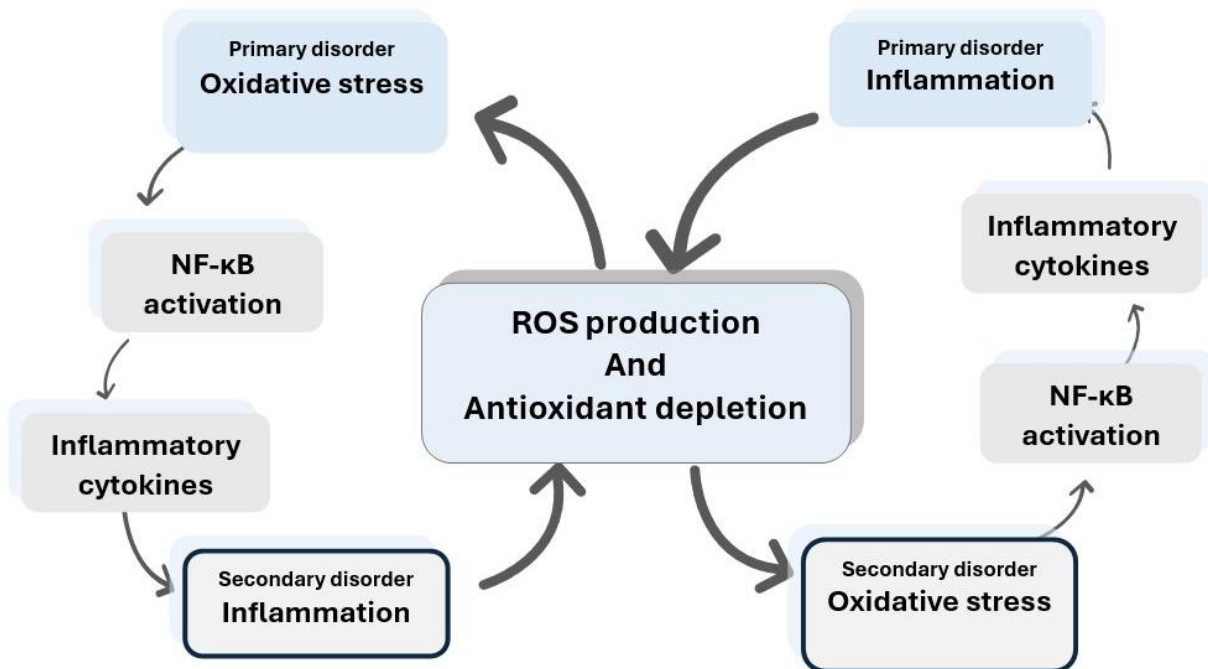 Primary disorder
Oxidative stress
Primary disorder
Inflammation
NF-κB
activation
Inflammatory
cytokines
ROS production
And
Antioxidant depletion
Inflammatory
cytokines
NF-κB
activation
Secondary disorder
Inflammation
Secondary disorder
Oxidative stress